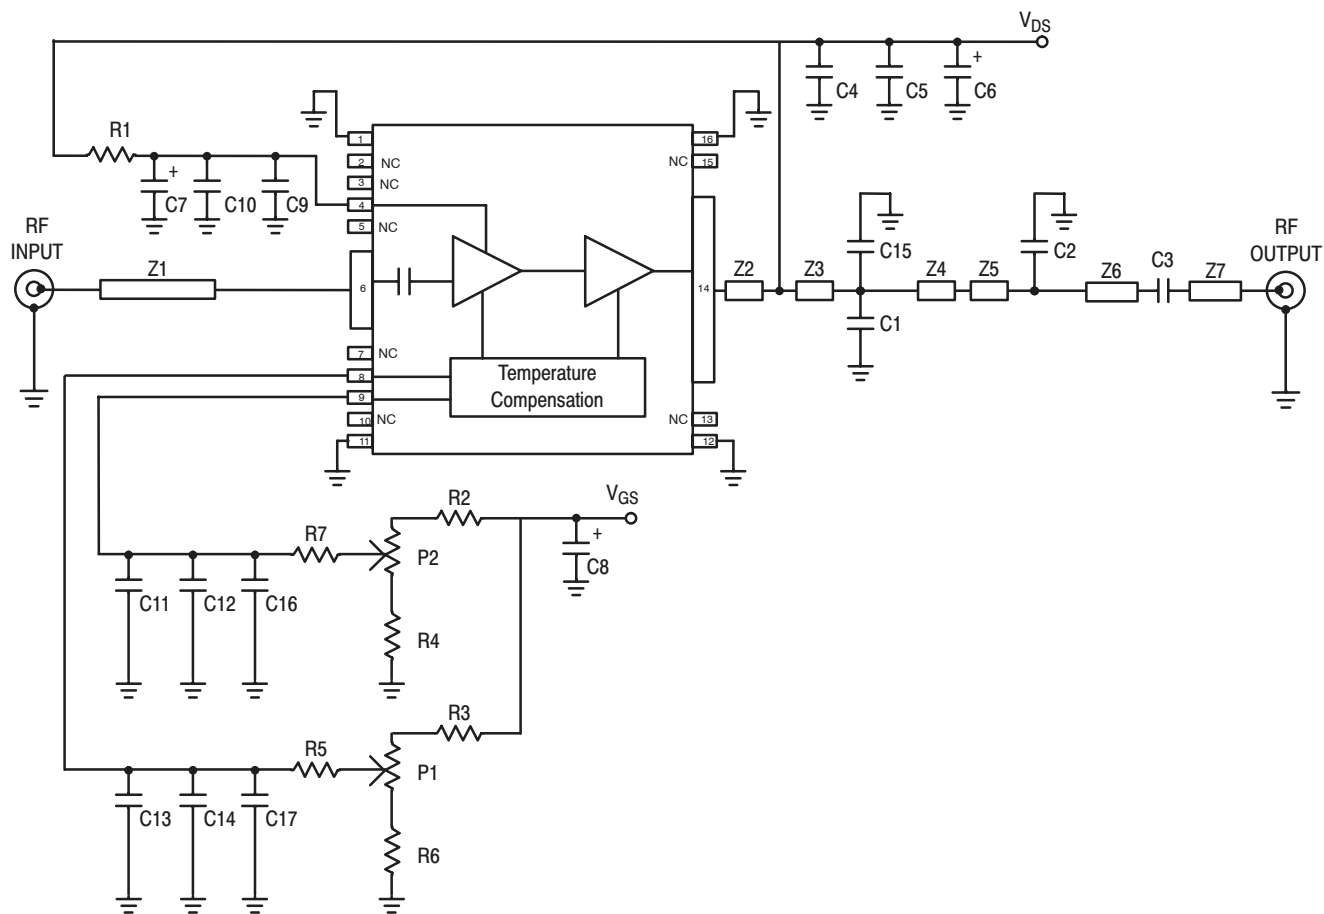 VDS
C4
C5
+
C6
R1
+
C7
C10
C9
1
2
NC
3
NC
4
5
NC
6
7
NC
8
9
10
NC
11
16
NC
15
14
NC
13
12
Temperature
Compensation
RF
INPUT
Z1
Z2
Z3
C15
C1
Z4
Z5
C2
Z6
C3
Z7
RF
OUTPUT
R2
VGS
+
C8
R7
P2
C11
C12
C16
R4
R3
R5
P1
C13
C14
C17
R6